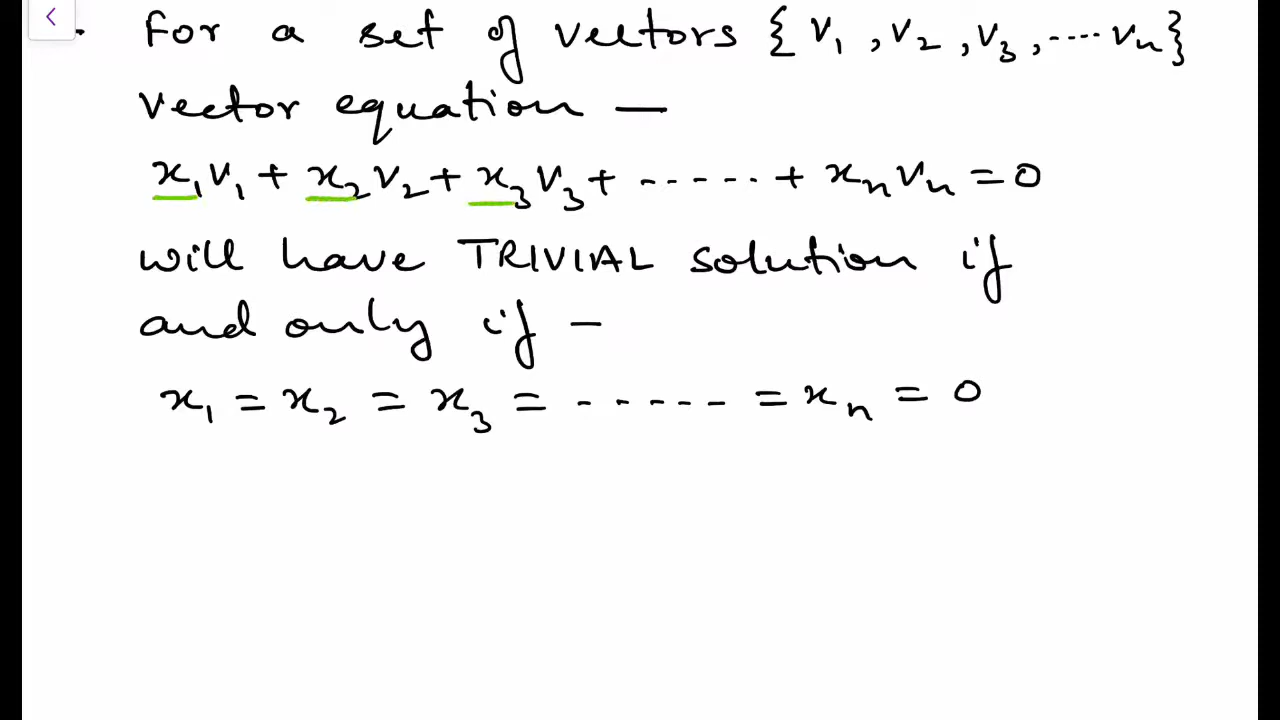 For a set of vectors { v₁ , v₂ , v₃ , ---- vₙ }
vector equation —
x₁v₁ + x₂v₂ + x₃v₃ + ------ + xₙvₙ = 0
will have TRIVIAL solution if
and only if –
x₁ = x₂ = x₃ = ------ = xₙ = 0